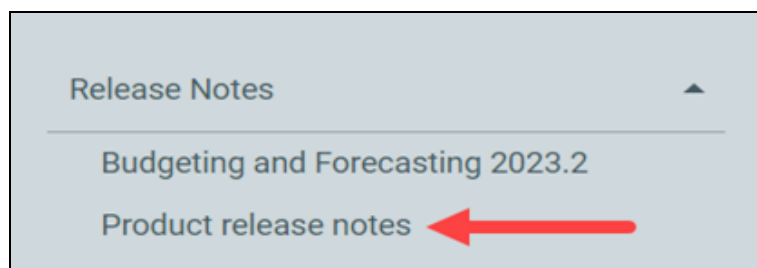 Release Notes
Budgeting and Forecasting 2023.2
Product release notes